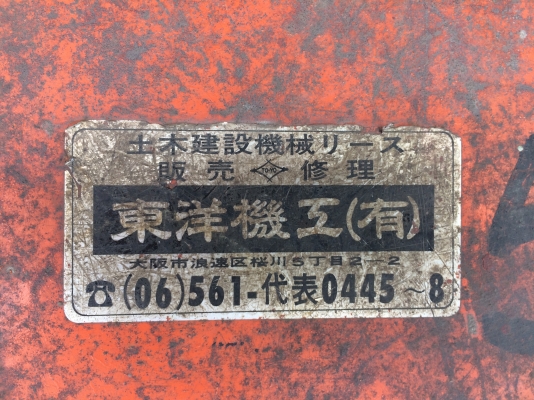 土木建設機械リース
販売 TOYO 修理
東洋機工(有)
大阪市浪速区桜川5丁目2-2
☎(06)561-代表0445~8